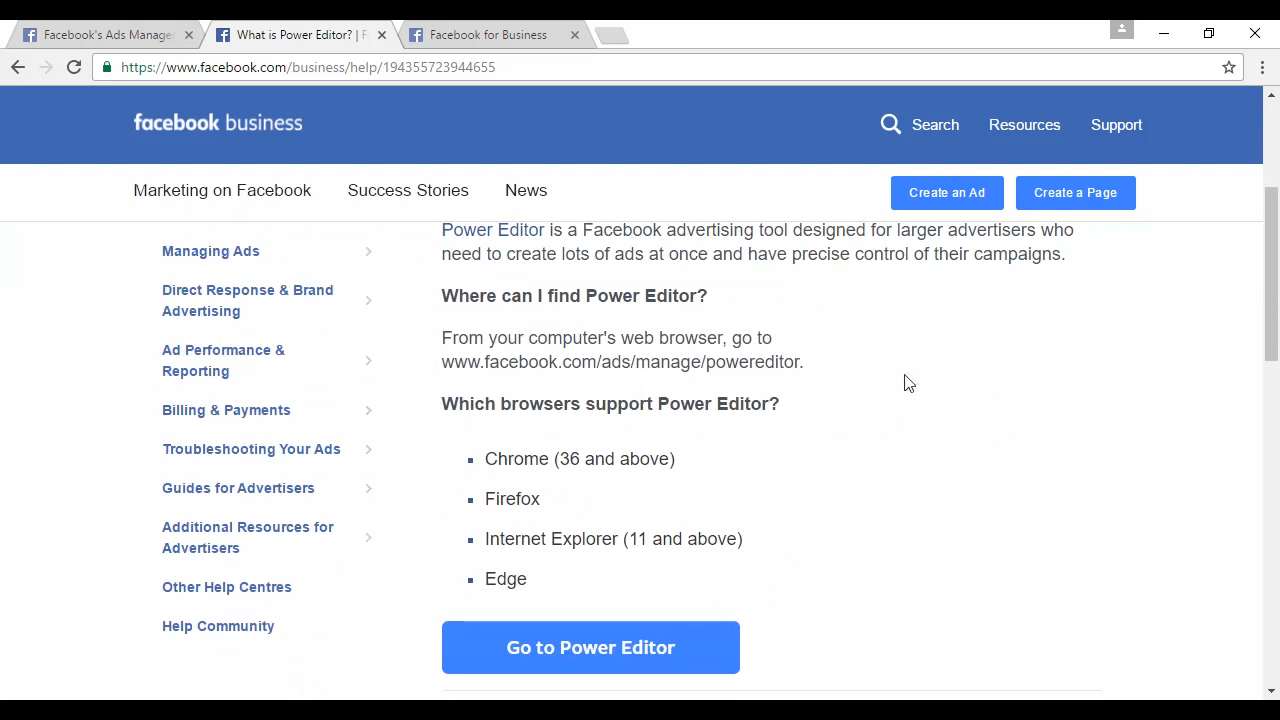 Facebook's Ads Manage
What is Power Editor? | F
Facebook for Business
https://www.facebook.com/business/help/194355723944655
facebook business
Search
Resources
Support
Marketing on Facebook
Success Stories
News
Create an Ad
Create a Page
Managing Ads
Direct Response & Brand
Advertising
Ad Performance &
Reporting
Billing & Payments
Troubleshooting Your Ads
Guides for Advertisers
Additional Resources for
Advertisers
Other Help Centres
Help Community
Power Editor is a Facebook advertising tool designed for larger advertisers who
need to create lots of ads at once and have precise control of their campaigns.
Where can I find Power Editor?
From your computer's web browser, go to
www.facebook.com/ads/manage/powereditor.
Which browsers support Power Editor?
Chrome (36 and above)
Firefox
Internet Explorer (11 and above)
Edge
Go to Power Editor